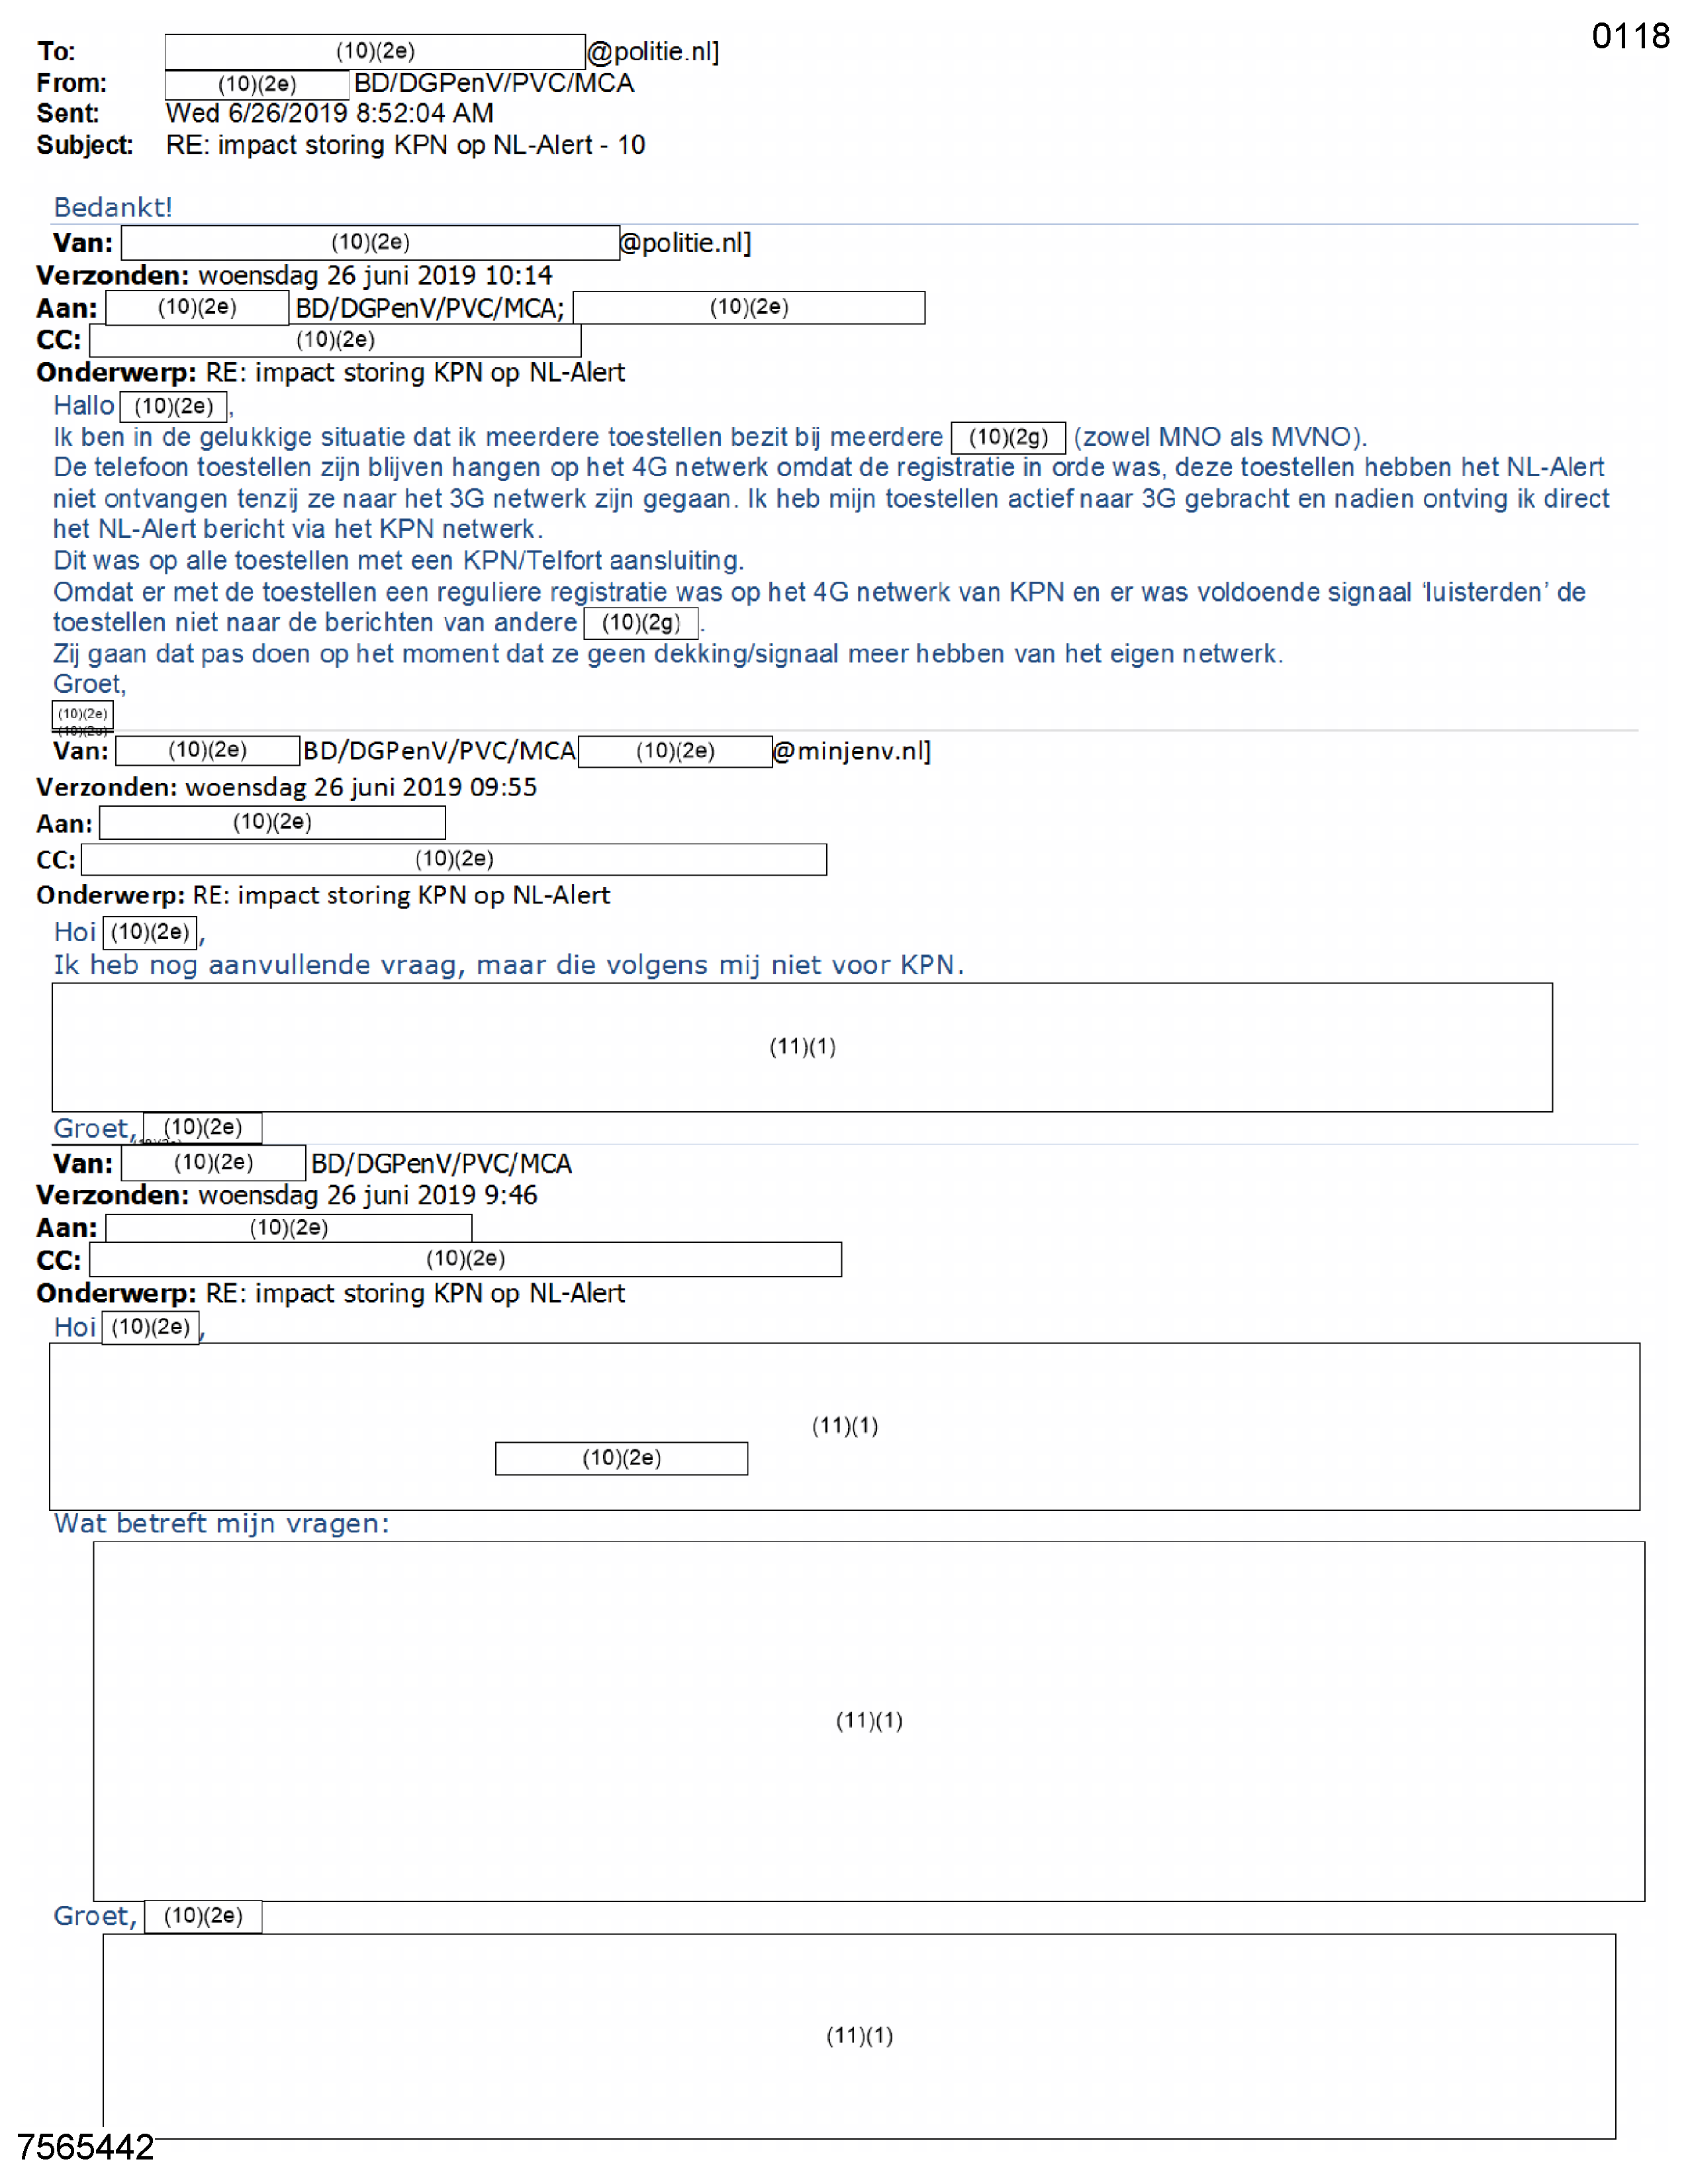 0118
To: (10)(2e) @politie.nl]
From: (10)(2e) BD/DGPenV/PVC/MCA
Sent: Wed 6/26/2019 8:52:04 AM
Subject: RE: impact storing KPN op NL-Alert - 10
Bedankt!
Van: (10)(2e) @politie.nl]
Verzonden: woensdag 26 juni 2019 10:14
Aan: (10)(2e) BD/DGPenV/PVC/MCA; (10)(2e)
CC: (10)(2e)
Onderwerp: RE: impact storing KPN op NL-Alert
Hallo (10)(2e) ,
Ik ben in de gelukkige situatie dat ik meerdere toestellen bezit bij meerdere (10)(2g) (zowel MNO als MVNO).
De telefoon toestellen zijn blijven hangen op het 4G netwerk omdat de registratie in orde was, deze toestellen hebben het NL-Alert
niet ontvangen tenzij ze naar het 3G netwerk zijn gegaan. Ik heb mijn toestellen actief naar 3G gebracht en nadien ontving ik direct
het NL-Alert bericht via het KPN netwerk.
Dit was op alle toestellen met een KPN/Telfort aansluiting.
Omdat er met de toestellen een reguliere registratie was op het 4G netwerk van KPN en er was voldoende signaal ‘luisterden’ de
toestellen niet naar de berichten van andere (10)(2g) .
Zij gaan dat pas doen op het moment dat ze geen dekking/signaal meer hebben van het eigen netwerk.
Groet,
(10)(2e)
(10)(2e)
Van: (10)(2e) BD/DGPenV/PVC/MCA (10)(2e) @minjenv.nl]
Verzonden: woensdag 26 juni 2019 09:55
Aan: (10)(2e)
CC: (10)(2e)
Onderwerp: RE: impact storing KPN op NL-Alert
Hoi (10)(2e) ,
Ik heb nog aanvullende vraag, maar die volgens mij niet voor KPN.
(11)(1)
Groet, (10)(2e)
Van: (10)(2e) BD/DGPenV/PVC/MCA
Verzonden: woensdag 26 juni 2019 9:46
Aan: (10)(2e)
CC: (10)(2e)
Onderwerp: RE: impact storing KPN op NL-Alert
Hoi (10)(2e) ,
(11)(1)
(10)(2e)
Wat betreft mijn vragen:
(11)(1)
Groet, (10)(2e)
(11)(1)
7565442